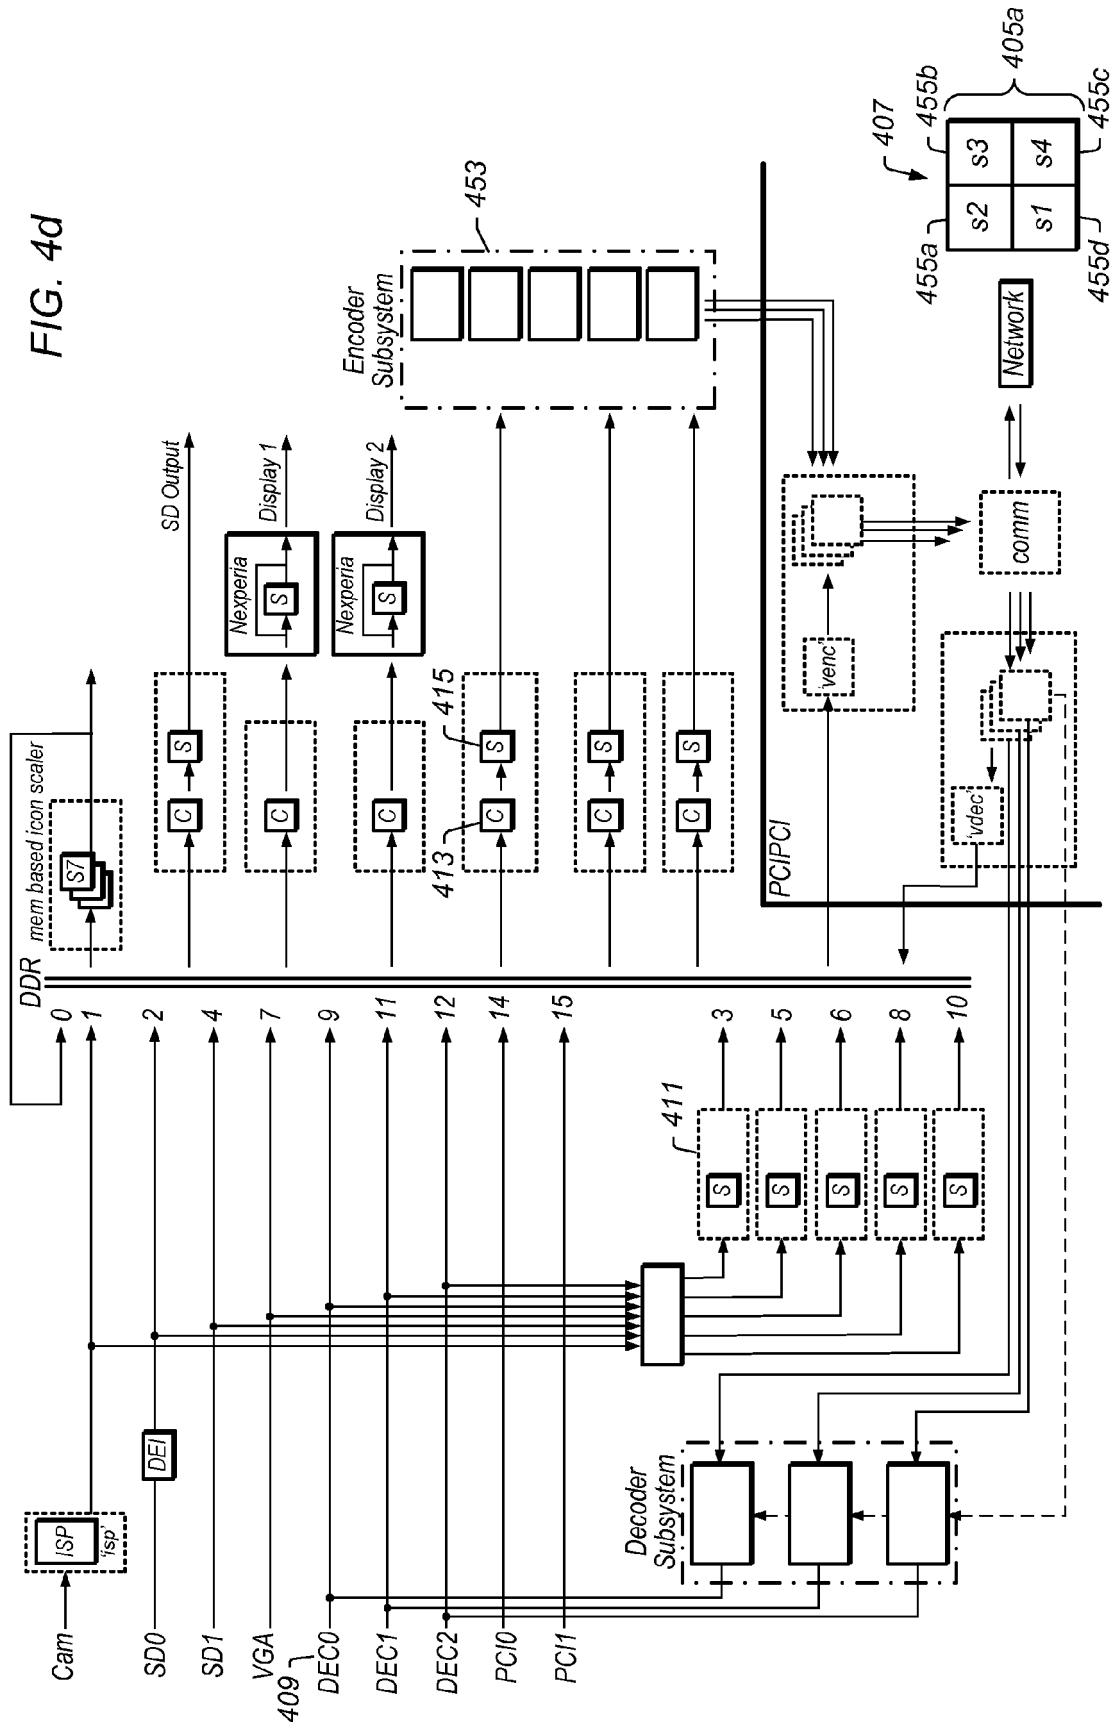 FIG. 4d
DDR
mem based icon scaler
S7
SD Output
C
S
Nexperia
S
Display 1
C
Nexperia
S
Display 2
C
413
C
S
415
C
S
C
S
Encoder
Subsystem
453
PCIPCI
'venc'
'vdec'
comm
Network
407
455a
s2
s3
455b
s1
s4
455d
455c
405a
Cam
ISP
'isp'
SD0
DEI
SD1
VGA
409
DEC0
DEC1
DEC2
PCI0
PCI1
0
1
2
4
7
9
11
12
14
15
411
S
3
S
5
S
6
S
8
S
10
Decoder
Subsystem